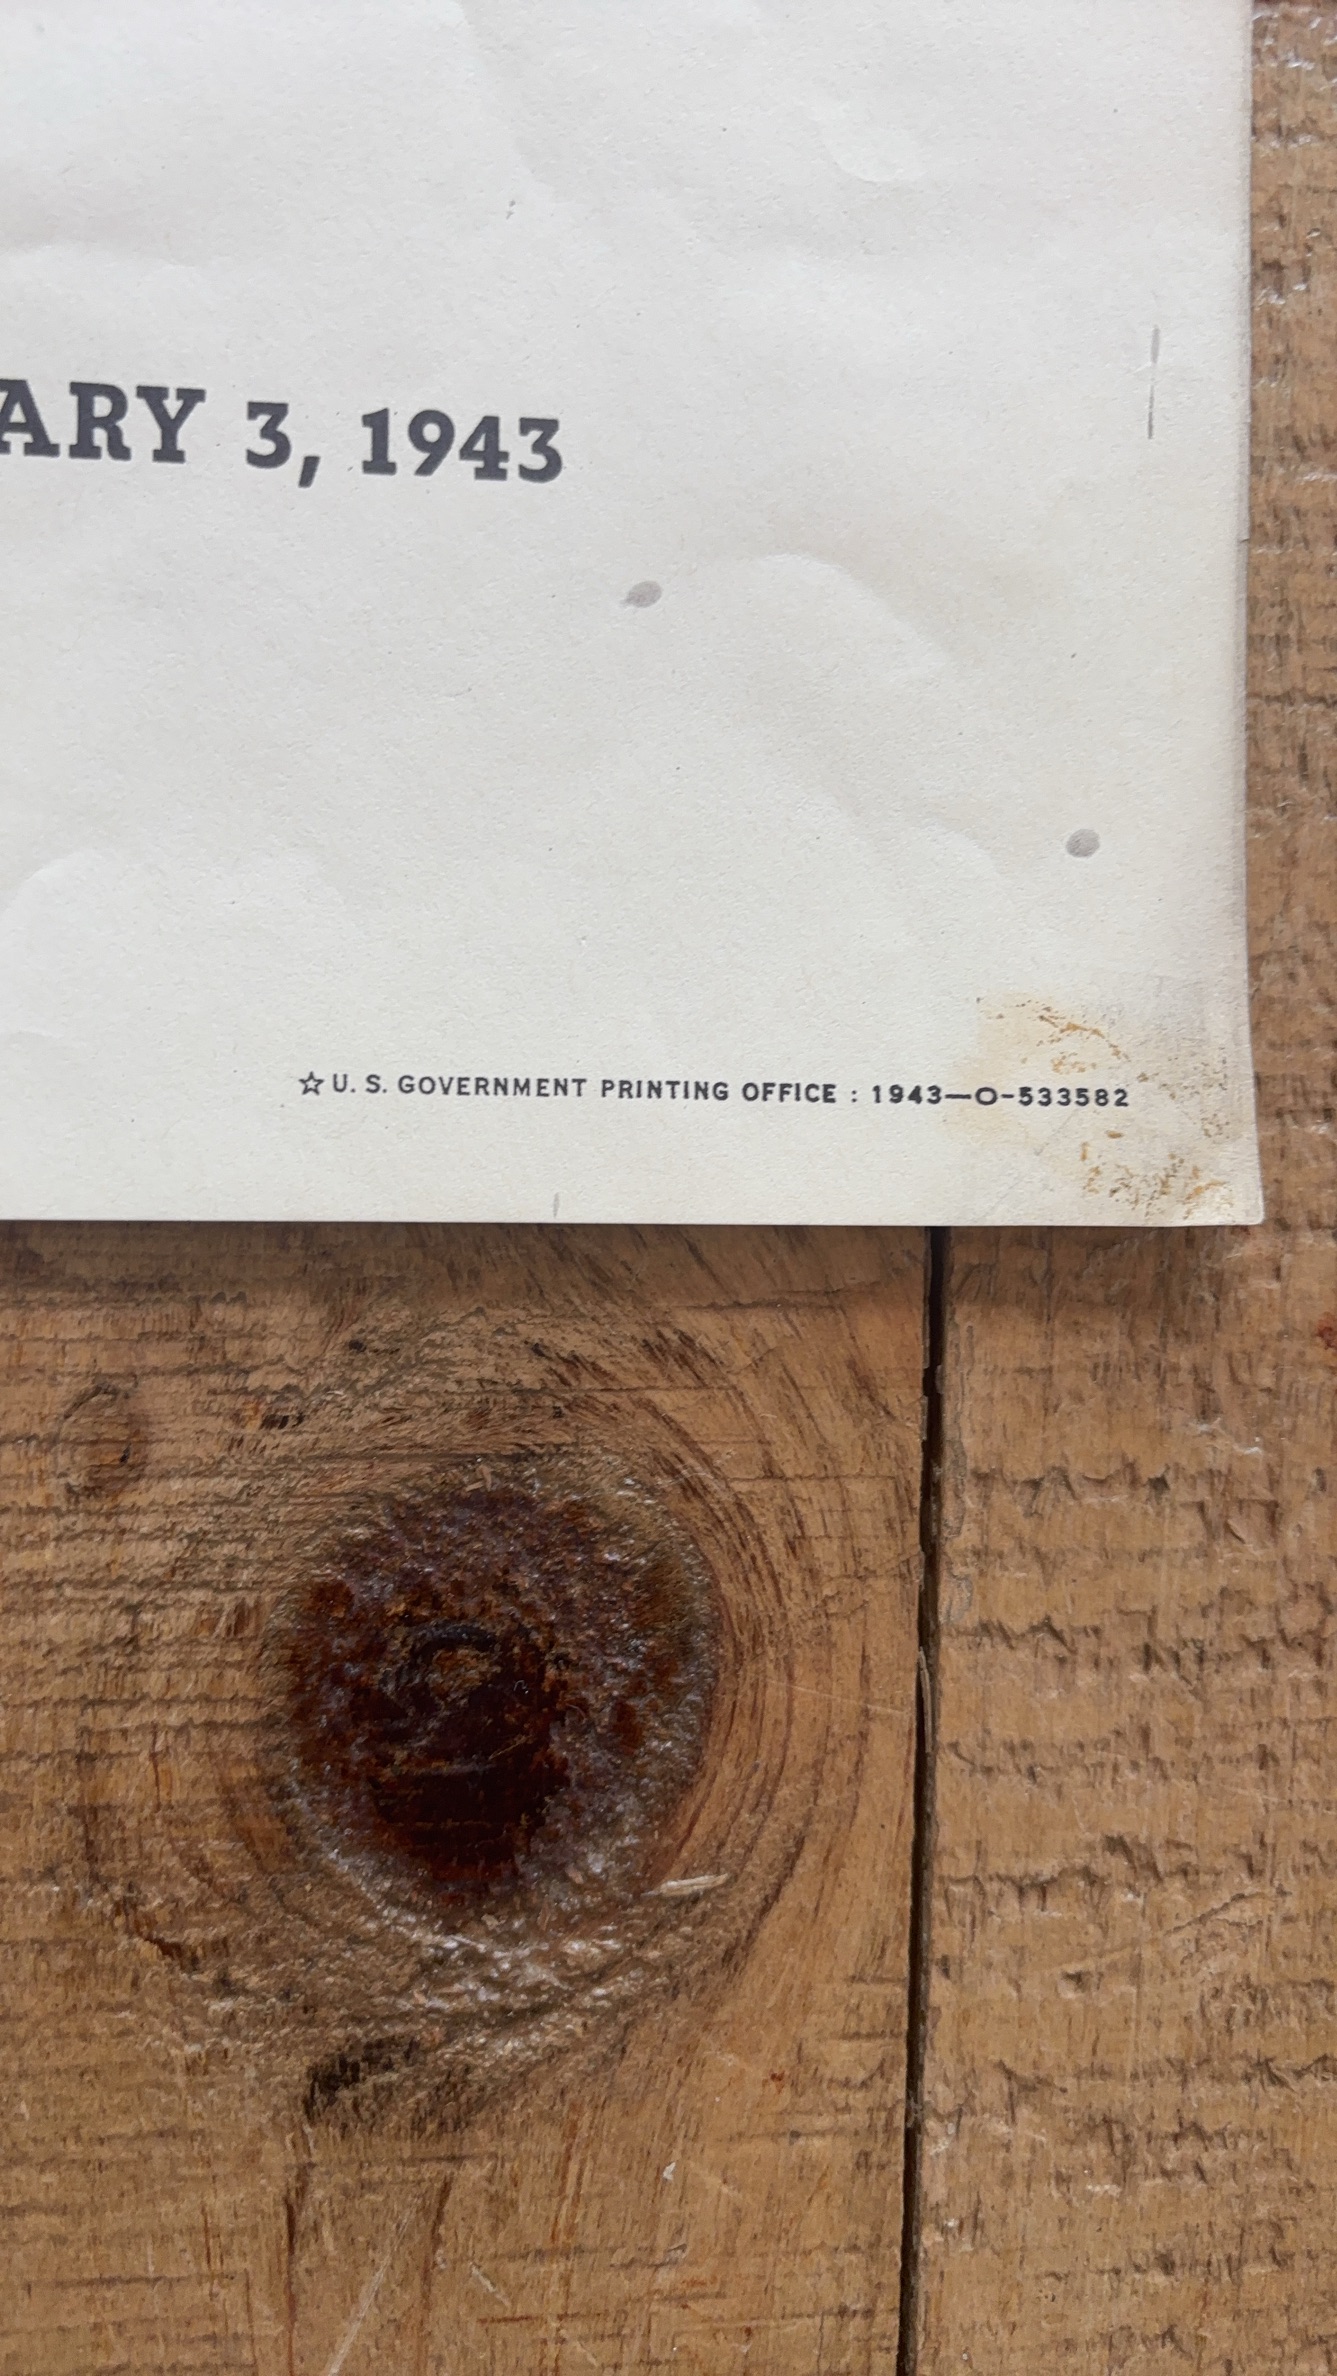 ARY 3, 1943
☆ U. S. GOVERNMENT PRINTING OFFICE : 1943—O-533582